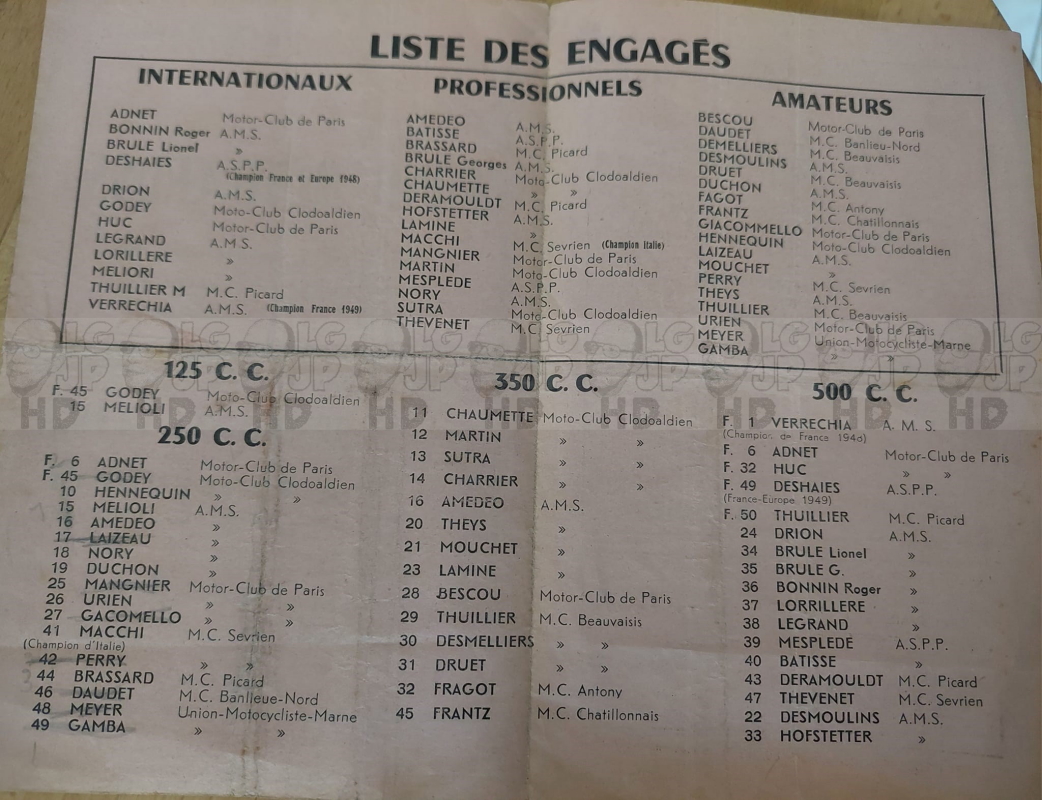 LISTE DES ENGAGÉS
INTERNATIONAUX
ADNET Motor-Club de Paris
BONNIN Roger A.M.S.
BRULE Lionel »
DESHAIES A.S.P.P.
(Champion France et Europe 1948)
DRION A.M.S.
GODEY Moto-Club Clodoaldien
HUC Motor-Club de Paris
LEGRAND A.M.S.
LORILLERE »
MELIORI »
THUILLIER M M.C. Picard
VERRECHIA A.M.S. (Champion France 1949)
PROFESSIONNELS
AMEDEO A.M.S.
BATISSE A.S.P.P.
BRASSARD M.C. Picard
BRULE Georges A.M.S.
CHARRIER Moto-Club Clodoaldien
CHAUMETTE » »
DERAMOULDT M.C. Picard
HOFSTETTER A.M.S.
LAMINE »
MACCHI M.C. Sevrien (Champion Italie)
MANGNIER Motor-Club de Paris
MARTIN Moto-Club Clodoaldien
MESPLEDE A.S.P.P.
NORY A.M.S.
SUTRA Moto-Club Clodoaldien
THEVENET M.C. Sevrien
AMATEURS
BESCOU Motor-Club de Paris
DAUDET M.C. Banlieu-Nord
DEMELLIERS M.C. Beauvaisis
DESMOULINS A.M.S.
DRUET M.C. Beauvaisis
DUCHON A.M.S.
FAGOT M.C. Antony
FRANTZ M.C. Chatillonnais
GIACOMMELLO Motor-Club de Paris
HENNEQUIN Moto-Club Clodoaldien
LAIZEAU A.M.S.
MOUCHET »
PERRY M.C. Sevrien
THEYS A.M.S.
THUILLIER M.C. Beauvaisis
URIEN Motor-Club de Paris
MEYER Union-Motocycliste-Marne
GAMBA » »
125 C. C.
F. 45 GODEY Moto-Club Clodoaldien
15 MELIOLI A.M.S.
250 C. C.
F. 6 ADNET Motor-Club de Paris
F. 45 GODEY Moto-Club Clodoaldien
10 HENNEQUIN » »
15 MELIOLI A.M.S.
16 AMEDEO »
17 LAIZEAU »
18 NORY »
19 DUCHON »
25 MANGNIER Motor-Club de Paris
26 URIEN » »
27 GACOMELLO » »
41 MACCHI M.C. Sevrien
(Champion d'Italie)
42 PERRY » »
44 BRASSARD M.C. Picard
46 DAUDET M.C. Banlleue-Nord
48 MEYER Union-Motocycliste-Marne
49 GAMBA » »
350 C. C.
11 CHAUMETTE Moto-Club Clodoaldien
12 MARTIN » »
13 SUTRA » »
14 CHARRIER » »
16 AMEDEO A.M.S.
20 THEYS »
21 MOUCHET »
23 LAMINE »
28 BESCOU Motor-Club de Paris
29 THUILLIER M.C. Beauvaisis
30 DESMELLIERS » »
31 DRUET » »
32 FRAGOT M.C. Antony
45 FRANTZ M.C. Chatillonnais
500 C. C.
F. 1 VERRECHIA A. M. S.
(Champion de France 1948)
F. 6 ADNET Motor-Club de Paris
F. 32 HUC » »
F. 49 DESHAIES A.S.P.P.
(France-Europe 1949)
F. 50 THUILLIER M.C. Picard
24 DRION A.M.S.
34 BRULE Lionel »
35 BRULE G. »
36 BONNIN Roger »
37 LORRILLERE »
38 LEGRAND »
39 MESPLEDE A.S.P.P.
40 BATISSE »
43 DERAMOULDT M.C. Picard
47 THEVENET M.C. Sevrien
22 DESMOULINS A.M.S.
33 HOFSTETTER »
LG JP HD